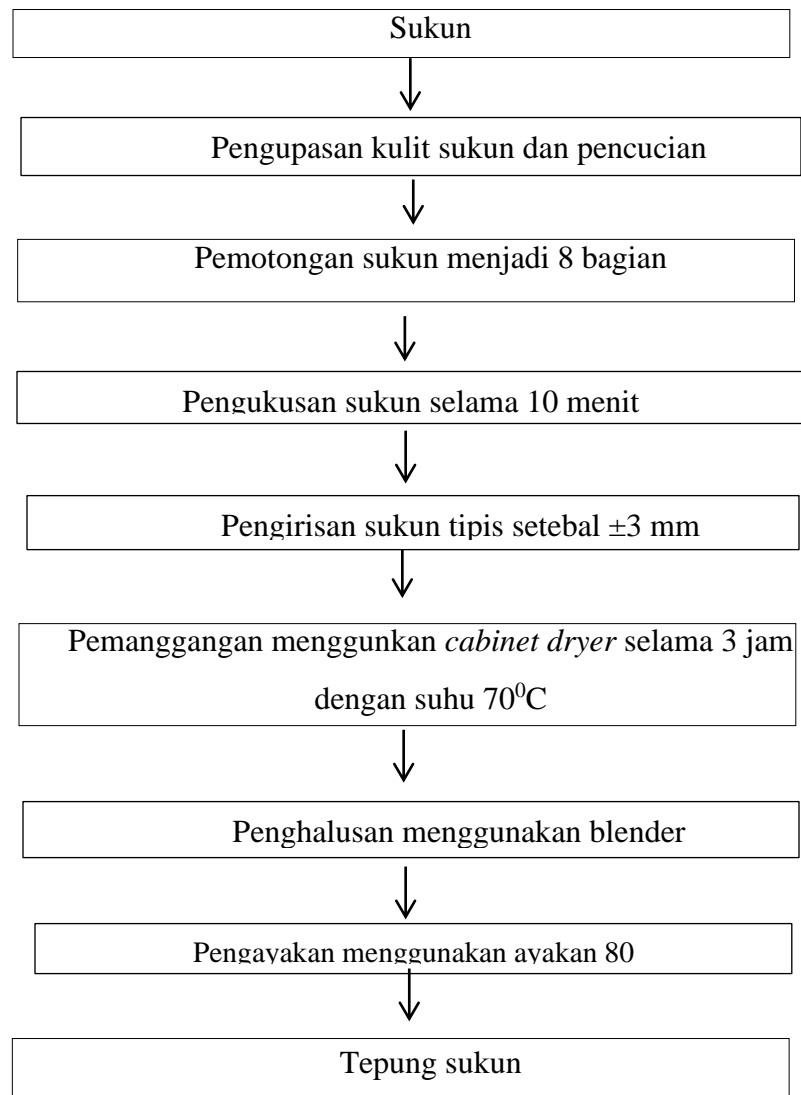 Sukun
Pengupasan kulit sukun dan pencucian
Pemotongan sukun menjadi 8 bagian
Pengukusan sukun selama 10 menit
Pengirisan sukun tipis setebal ±3 mm
Pemanggangan menggunkan cabinet dryer selama 3 jam
dengan suhu 70⁰C
Penghalusan menggunakan blender
Pengayakan menggunakan ayakan 80
Tepung sukun